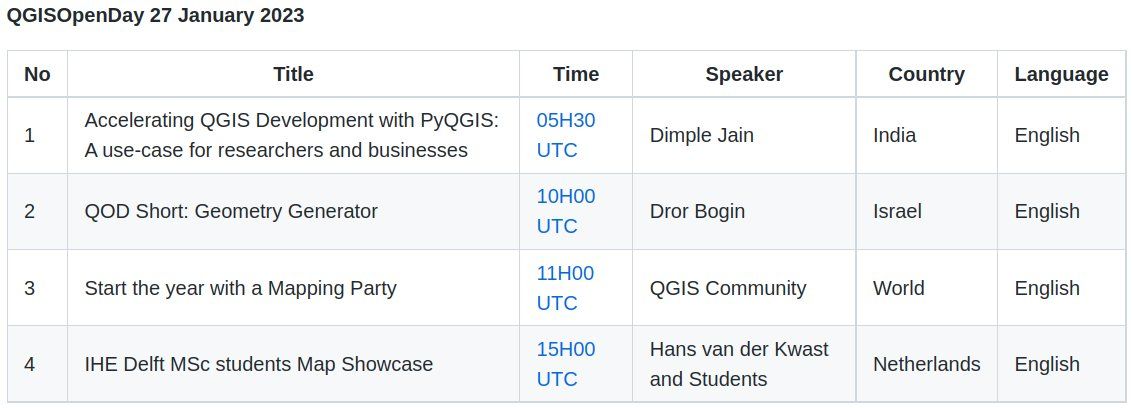 QGISOpenDay 27 January 2023
No Title Time Speaker Country Language
1 Accelerating QGIS Development with PyQGIS: A use-case for researchers and businesses 05H30 UTC Dimple Jain India English
2 QOD Short: Geometry Generator 10H00 UTC Dror Bogin Israel English
3 Start the year with a Mapping Party 11H00 UTC QGIS Community World English
4 IHE Delft MSc students Map Showcase 15H00 UTC Hans van der Kwast and Students Netherlands English